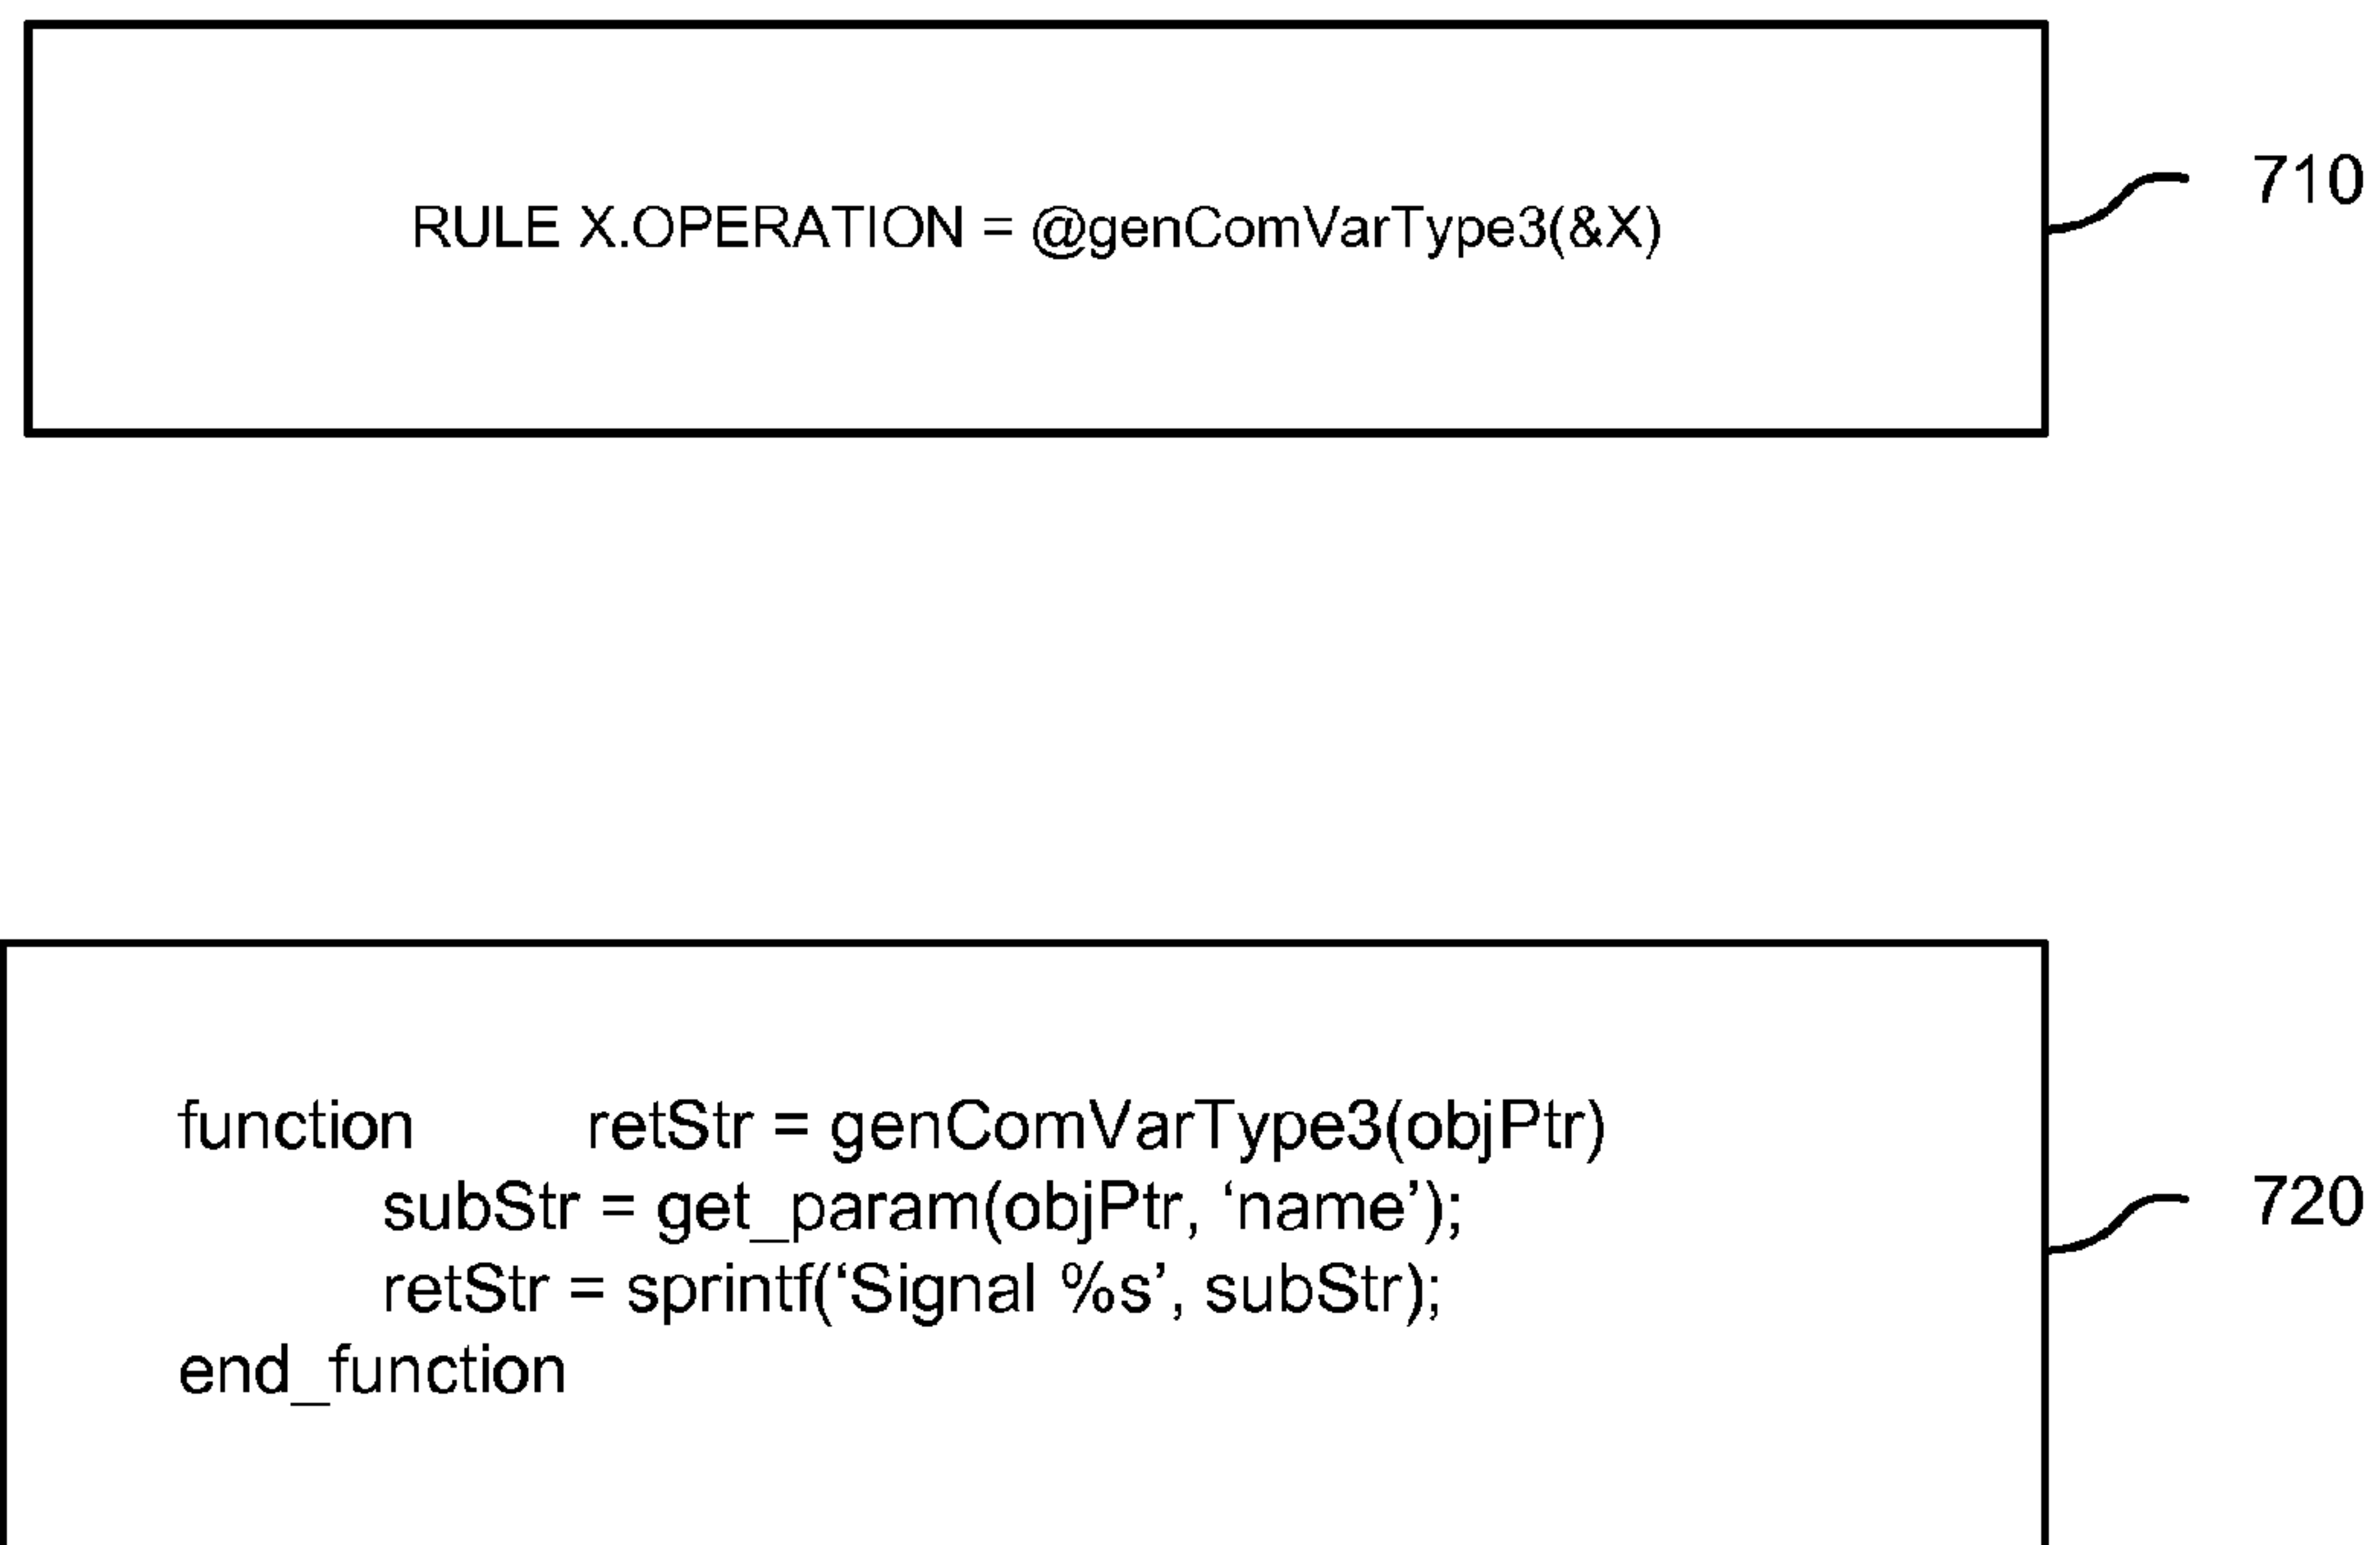 RULE X.OPERATION = @genComVarType3(&X)
710
function retStr = genComVarType3(objPtr)
subStr = get_param(objPtr, ‘name’);
720
retStr = sprintf(‘Signal %s’, subStr);
end_function